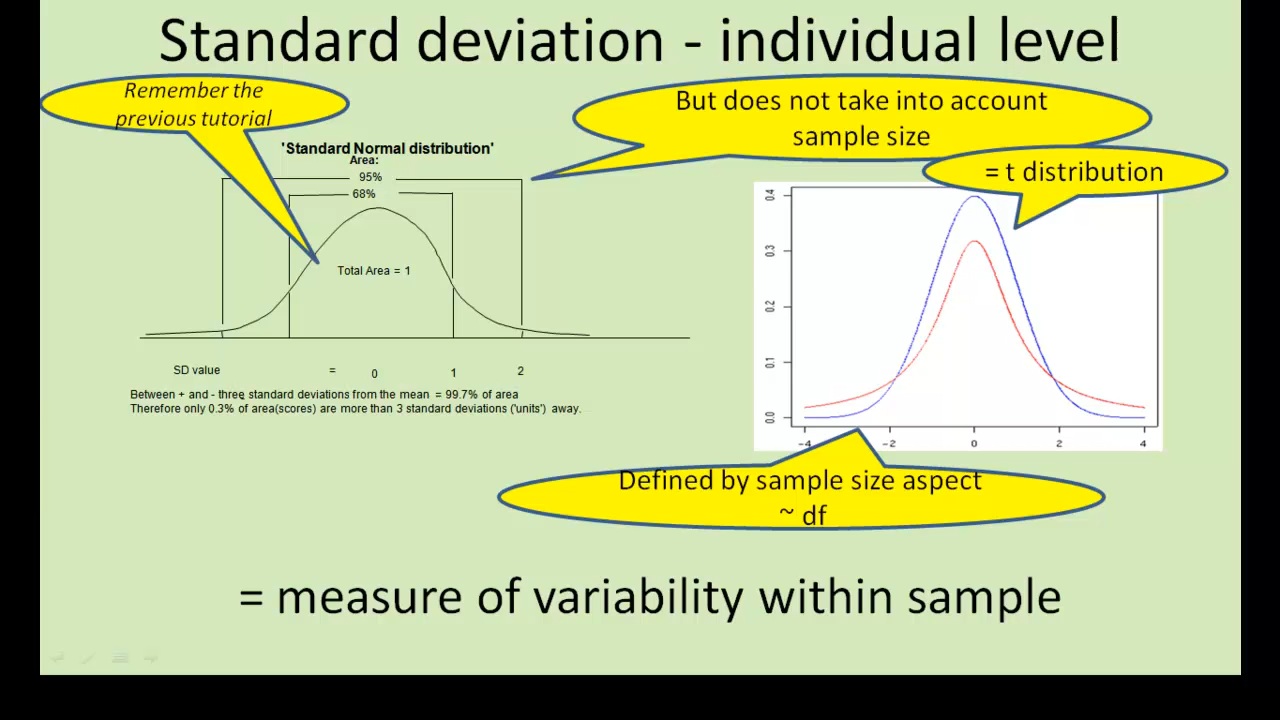 Standard deviation - individual level
Remember the
previous tutorial
But does not take into account
sample size
= t distribution
'Standard Normal distribution'
Area:
95%
68%
Total Area = 1
SD value = 0 1 2
Between + and - three standard deviations from the mean = 99.7% of area
Therefore only 0.3% of area(scores) are more than 3 standard deviations ('units') away.
0.4
0.3
0.2
0.1
0.0
-4 -2 0 2 4
Defined by sample size aspect
~ df
= measure of variability within sample